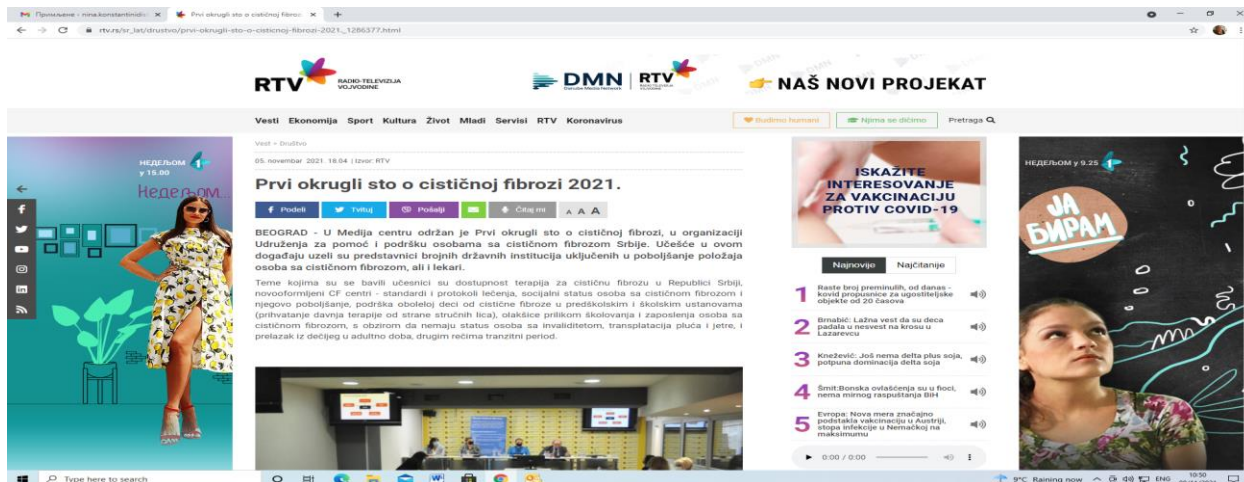 Примљене - nina.konstantinidis
Prvi okrugli sto o cističnoj fibroz
rtv.rs/sr_lat/drustvo/prvi-okrugli-sto-o-cisticnoj-fibrozi-2021._1286377.html
RTV
RADIO-TELEVIZIJA
VOJVODINE
DMN
Danube Media Network
RTV
NAŠ NOVI PROJEKAT
Vesti Ekonomija Sport Kultura Život Mladi Servisi RTV Koronavirus
Budimo humani
Njima se dičimo
Pretraga
НЕДЕЉОМ
у 15.00
Недељом...
Vesti » Društvo
05. novembar 2021 18:04 | Izvor: RTV
Prvi okrugli sto o cističnoj fibrozi 2021.
Podeli
Tvituj
Pošalji
Čitaj mi
A A A
BEOGRAD - U Medija centru održan je Prvi okrugli sto o cističnoj fibrozi, u organizaciji
Udruženja za pomoć i podršku osobama sa cističnom fibrozom Srbije. Učešće u ovom
događaju uzeli su predstavnici brojnih državnih institucija uključenih u poboljšanje položaja
osoba sa cističnom fibrozom, ali i lekari.
Teme kojima su se bavili učesnici su dostupnost terapija za cističnu fibrozu u Republici Srbiji,
novooformljeni CF centri - standardi i protokoli lečenja, socijalni status osoba sa cističnom fibrozom i
njegovo poboljšanje, podrška oboleloj deci od cistične fibroze u predškolskim i školskim ustanovama
(prihvatanje davnja terapije od strane stručnih lica), olakšice prilikom školovanja i zaposlenja osoba sa
cističnom fibrozom, s obzirom da nemaju status osoba sa invaliditetom, transplatacija pluća i jetre, i
prelazak iz dečijeg u adultno doba, drugim rečima tranzitni period.
ISKAŽITE
INTERESOVANJE
ZA VAKCINACIJU
PROTIV COVID-19
Najnovije
Najčitanije
1 Raste broj preminulih, od danas -
kovid propusnice za ugostiteljske
objekte od 20 časova
2 Brnabić: Lažna vest da su deca
padala u nesvest na krosu u
Lazarevcu
3 Knežević: Još nema delta plus soja,
potpuna dominacija delta soja
4 Šmit:Bonska ovlašćenja su u fioci,
nema mirnog raspuštanja BiH
5 Evropa: Nova mera značajno
podstakla vakcinaciju u Austriji,
stopa infekcije u Nemačkoj na
maksimumu
0:00 / 0:00
НЕДЕЉОМ у 9.25
ЈА
БИРАМ
Type here to search
9°C Raining now
ENG
10:50